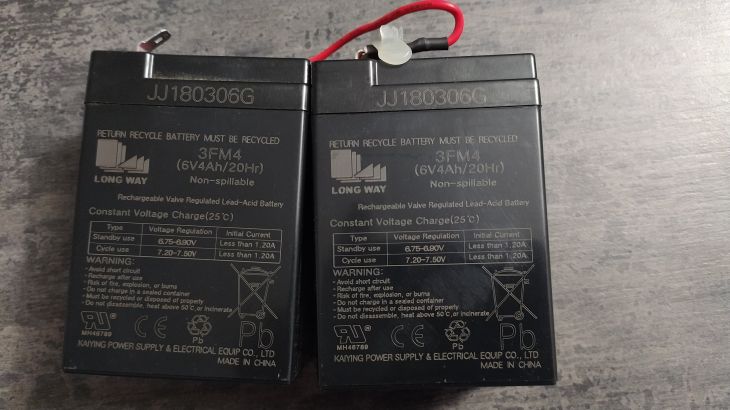 JJ180306G
RETURN RECYCLE BATTERY MUST BE RECYCLED
3FM4
(6V4Ah/20Hr)
LONG WAY
Non-spillable
Rechargeable Valve Regulated Lead-Acid Battery
Constant Voltage Charge(25℃)
Type Voltage Regulation Initial Current
Standby use 6.75-6.90V Less than 1.20A
Cycle use 7.20-7.50V Less than 1.20A
WARNING:
- Avoid short circuit
- Recharge after use
- Risk of fire, explosion, or burns
- Do not charge in a sealed container
- Must be recycled or disposed of properly
- Do not disassemble, heat above 50℃, or incinerate
MH46789
CE
Pb
Pb
KAIYING POWER SUPPLY & ELECTRICAL EQUIP CO., LTD
MADE IN CHINA
JJ180306G
RETURN RECYCLE BATTERY MUST BE RECYCLED
3FM4
(6V4Ah/20Hr)
LONG WAY
Non-spillable
Rechargeable Valve Regulated Lead-Acid Battery
Constant Voltage Charge(25℃)
Type Voltage Regulation Initial Current
Standby use 6.75-6.90V Less than 1.20A
Cycle use 7.20-7.50V Less than 1.20A
WARNING:
- Avoid short circuit
- Recharge after use
- Risk of fire, explosion, or burns
- Do not charge in a sealed container
- Must be recycled or disposed of properly
- Do not disassemble, heat above 50℃, or incinerate
MH46789
CE
Pb
Pb
KAIYING POWER SUPPLY & ELECTRICAL EQUIP CO., LTD
MADE IN CHINA